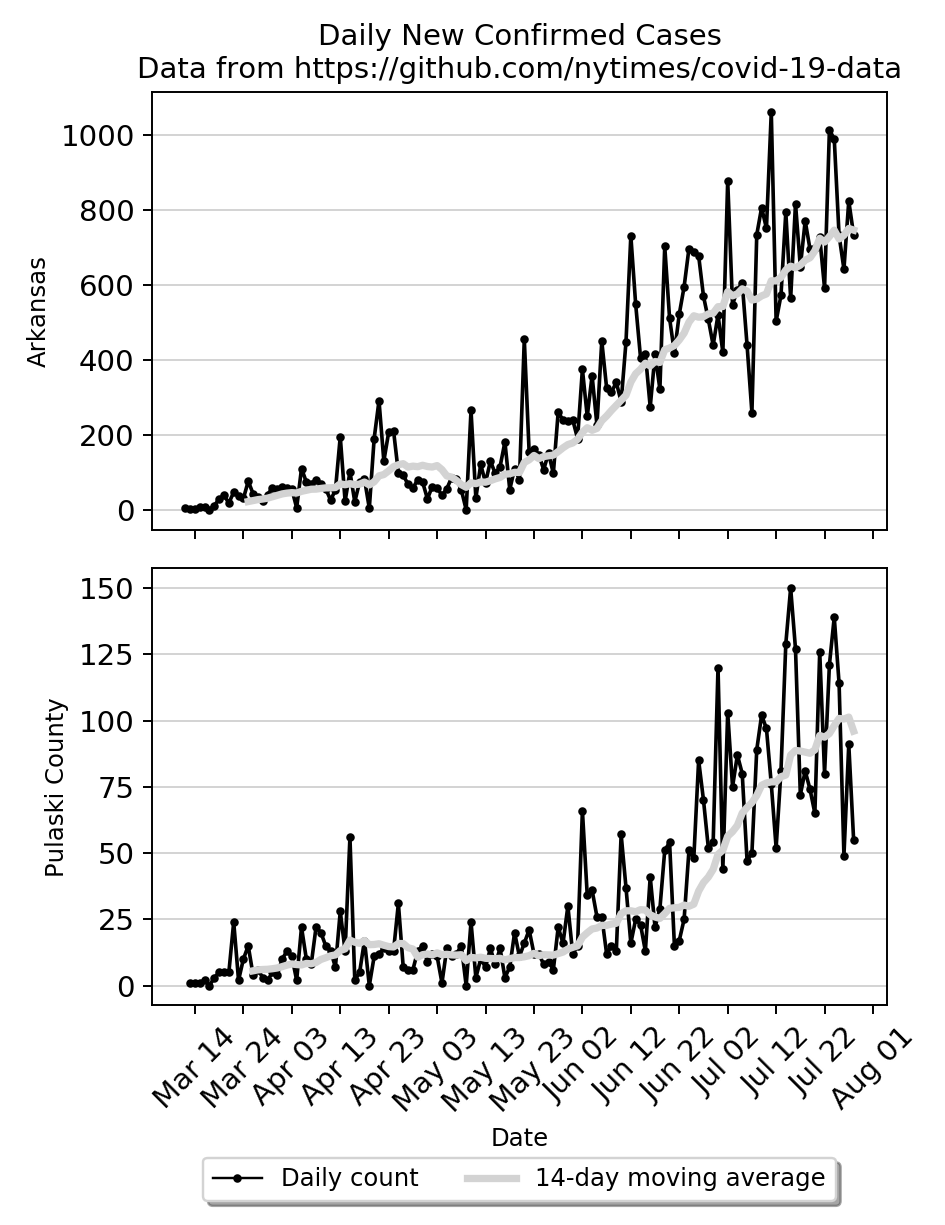 Daily New Confirmed Cases
Data from https://github.com/nytimes/covid-19-data
1000
800
600
400
200
0
Arkansas
150
125
100
75
50
25
0
Pulaski County
Mar 14
Mar 24
Apr 03
Apr 13
Apr 23
May 03
May 13
May 23
Jun 02
Jun 12
Jun 22
Jul 02
Jul 12
Jul 22
Aug 01
Date
Daily count
14-day moving average